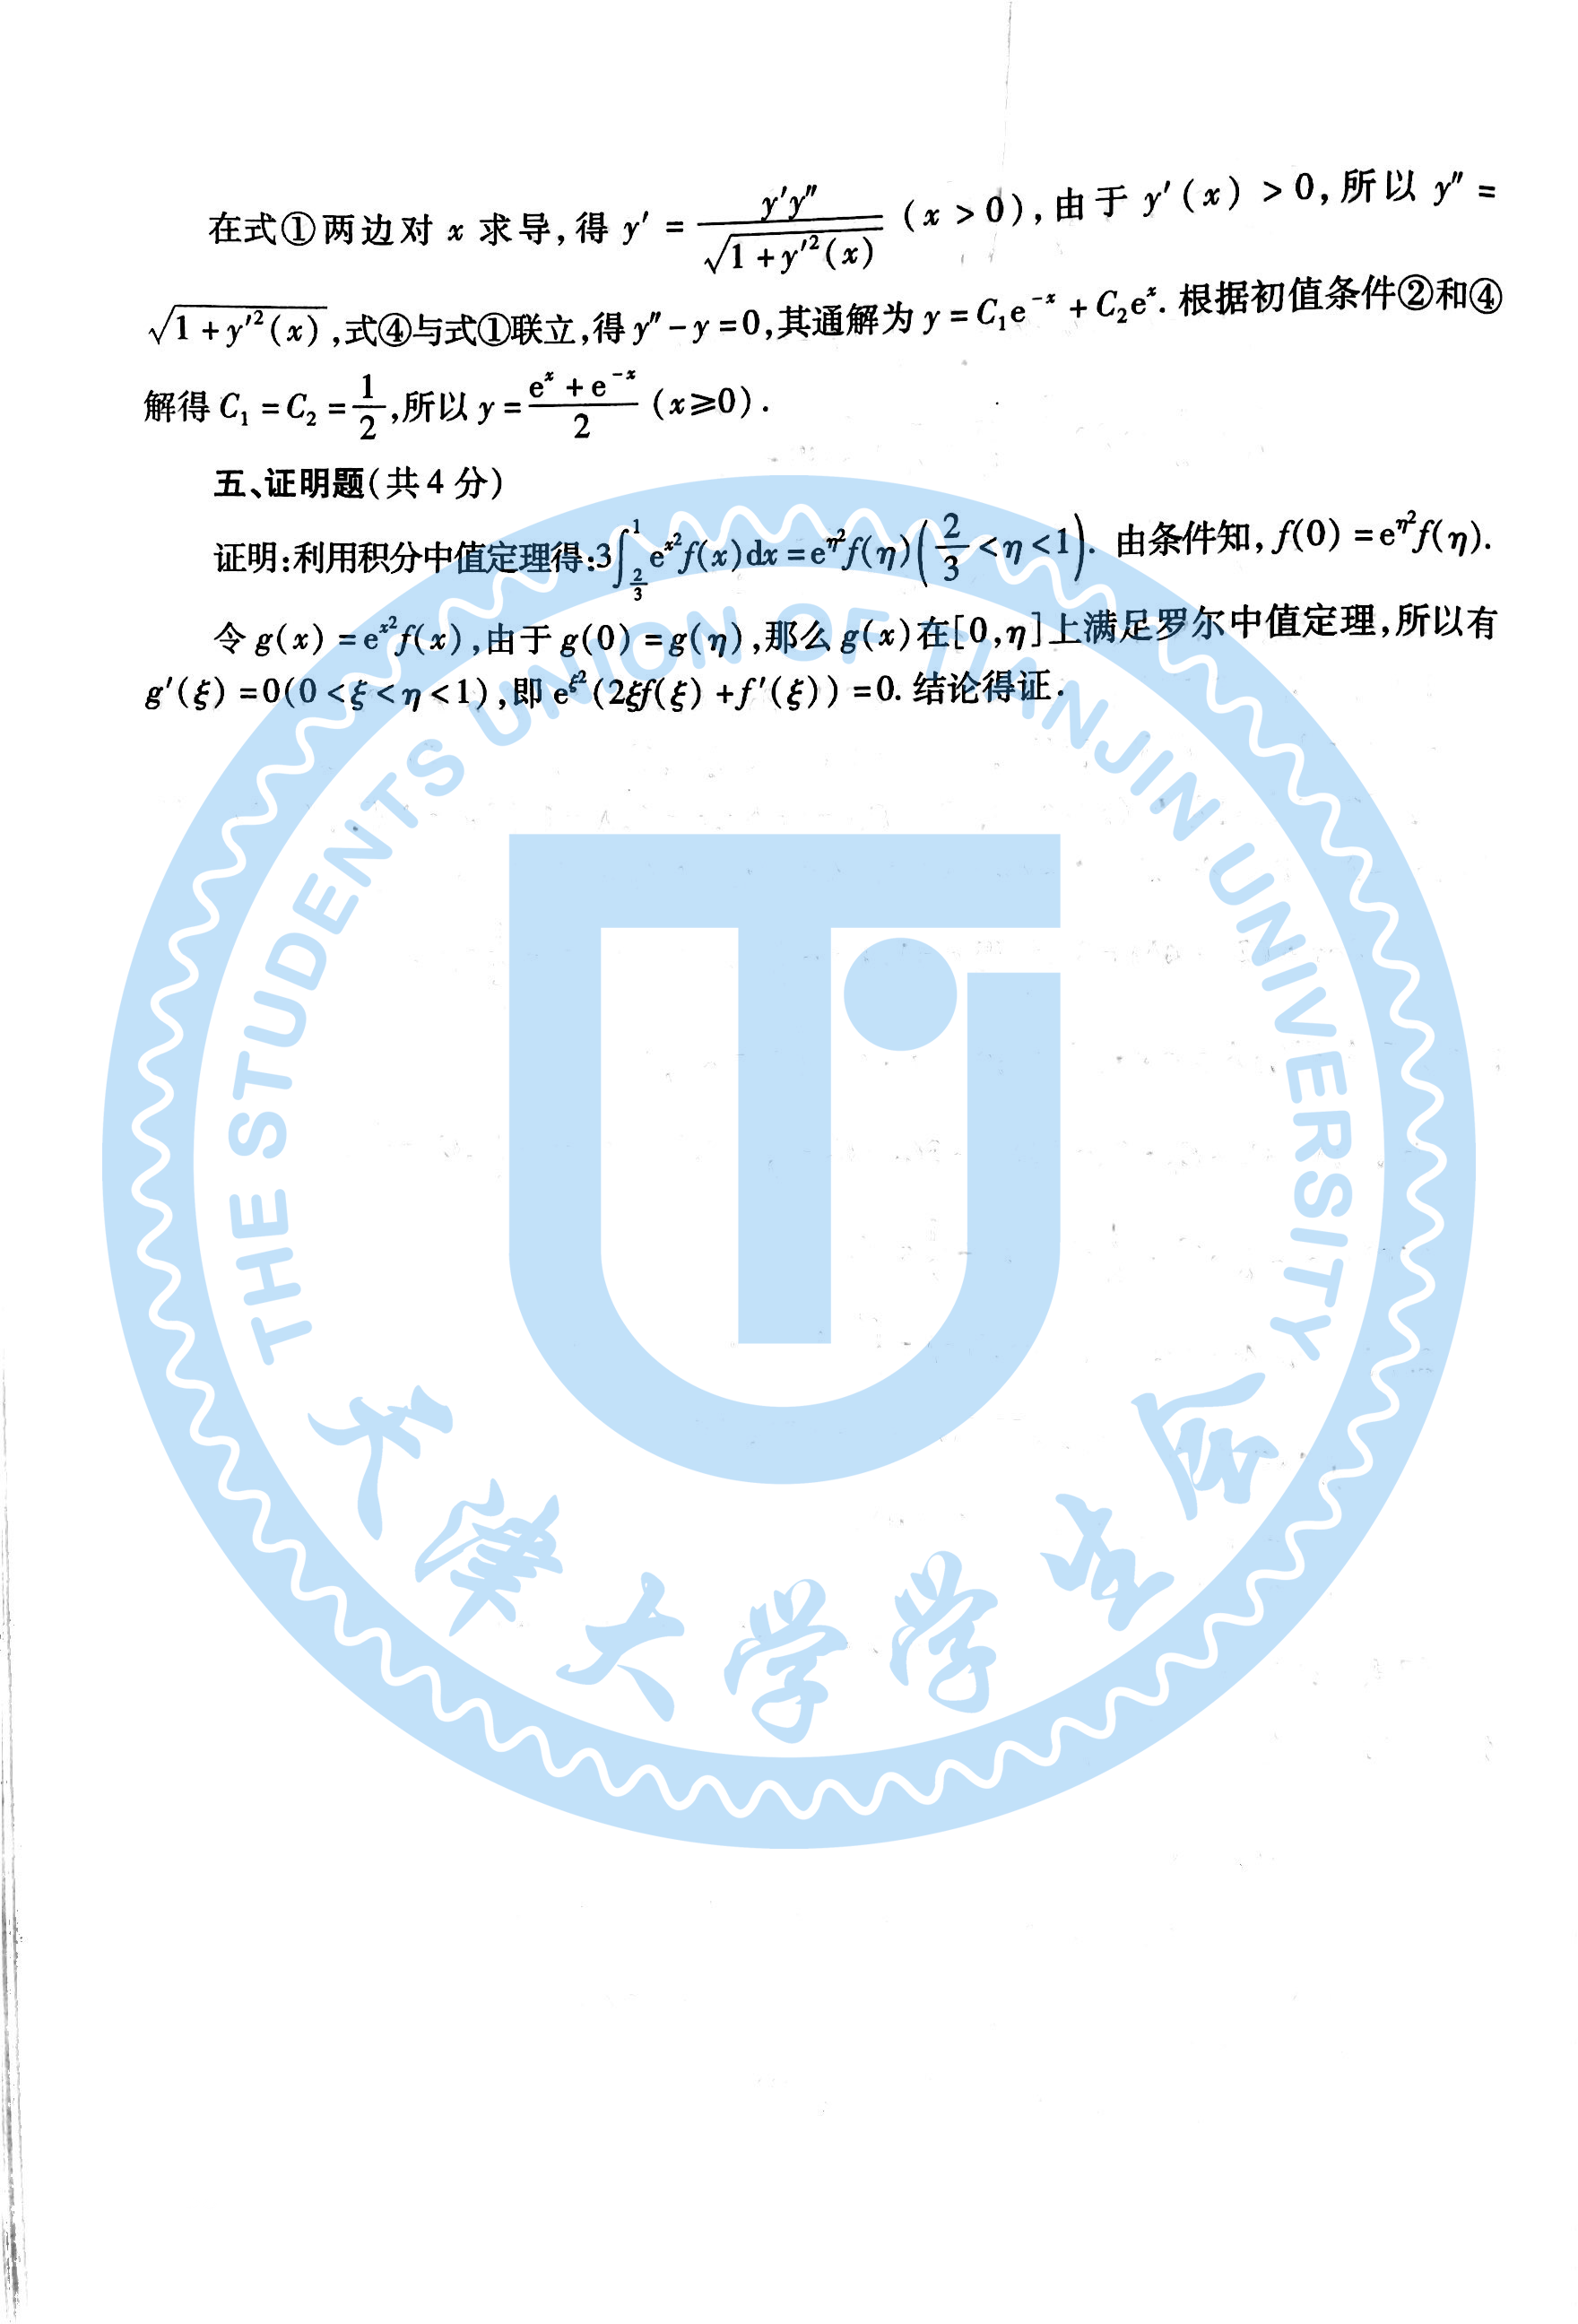 在式①两边对 x 求导,得 y′ = y′y″/√(1+y′²(x)) (x>0),由于 y′(x)>0,所以 y″ =
√(1+y′²(x)),式④与式①联立,得 y″-y=0,其通解为 y=C₁e⁻ˣ+C₂eˣ.根据初值条件②和④
解得 C₁=C₂=1/2,所以 y=(eˣ+e⁻ˣ)/2 (x≥0).
五、证明题(共 4 分)
证明:利用积分中值定理得:3∫_{2/3}^{1} e^{x²}f(x)dx=e^{η²}f(η)(2/3<η<1). 由条件知,f(0)=e^{η²}f(η).
令 g(x)=e^{x²}f(x),由于 g(0)=g(η),那么 g(x)在[0,η]上满足罗尔中值定理,所以有
g′(ξ)=0(0<ξ<η<1),即 e^{ξ²}(2ξf(ξ)+f′(ξ))=0. 结论得证.
THE STUDENTS UNION OF TIANJIN UNIVERSITY
TJU
天津大学学生会